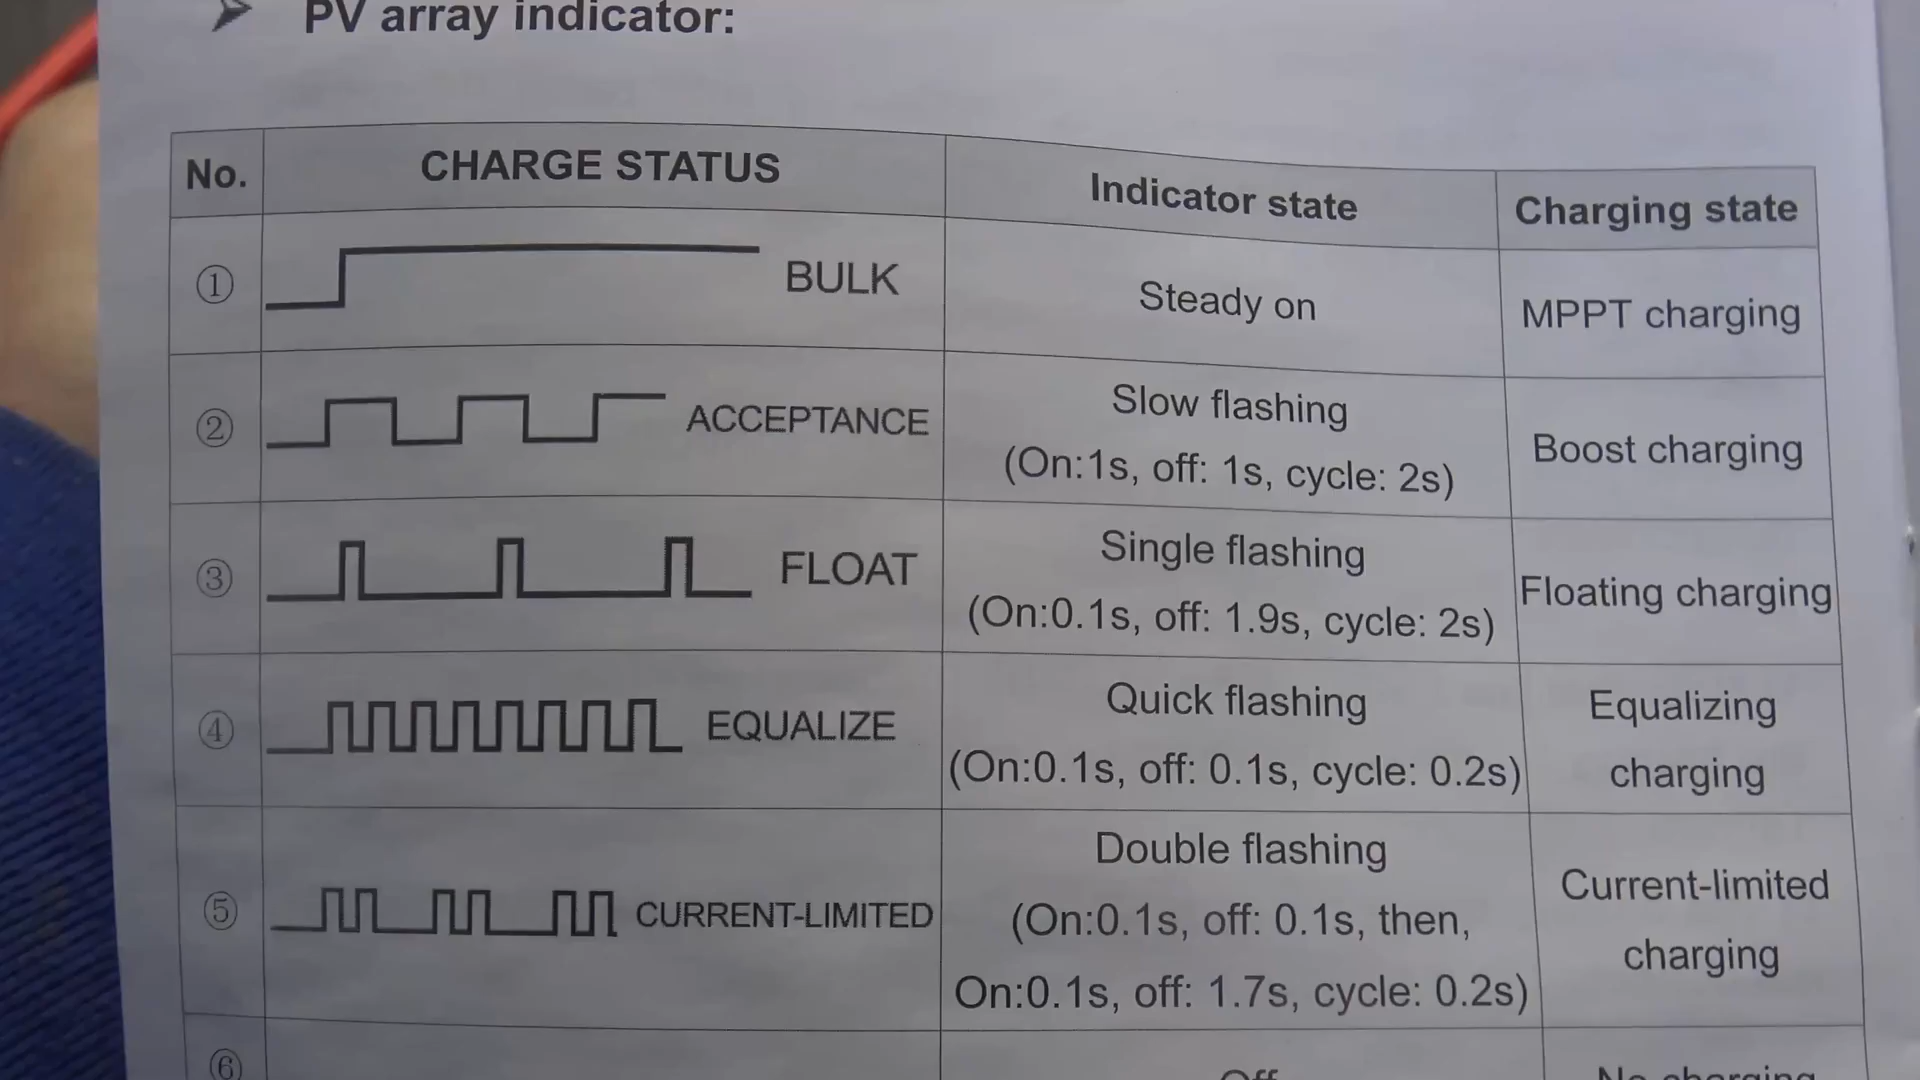 ➤ PV array indicator:
No. CHARGE STATUS Indicator state Charging state
① BULK Steady on MPPT charging
② ACCEPTANCE Slow flashing
(On:1s, off: 1s, cycle: 2s) Boost charging
③ FLOAT Single flashing
(On:0.1s, off: 1.9s, cycle: 2s) Floating charging
④ EQUALIZE Quick flashing
(On:0.1s, off: 0.1s, cycle: 0.2s) Equalizing
charging
⑤ CURRENT-LIMITED Double flashing
(On:0.1s, off: 0.1s, then,
On:0.1s, off: 1.7s, cycle: 0.2s) Current-limited
charging
⑥ Off No charging